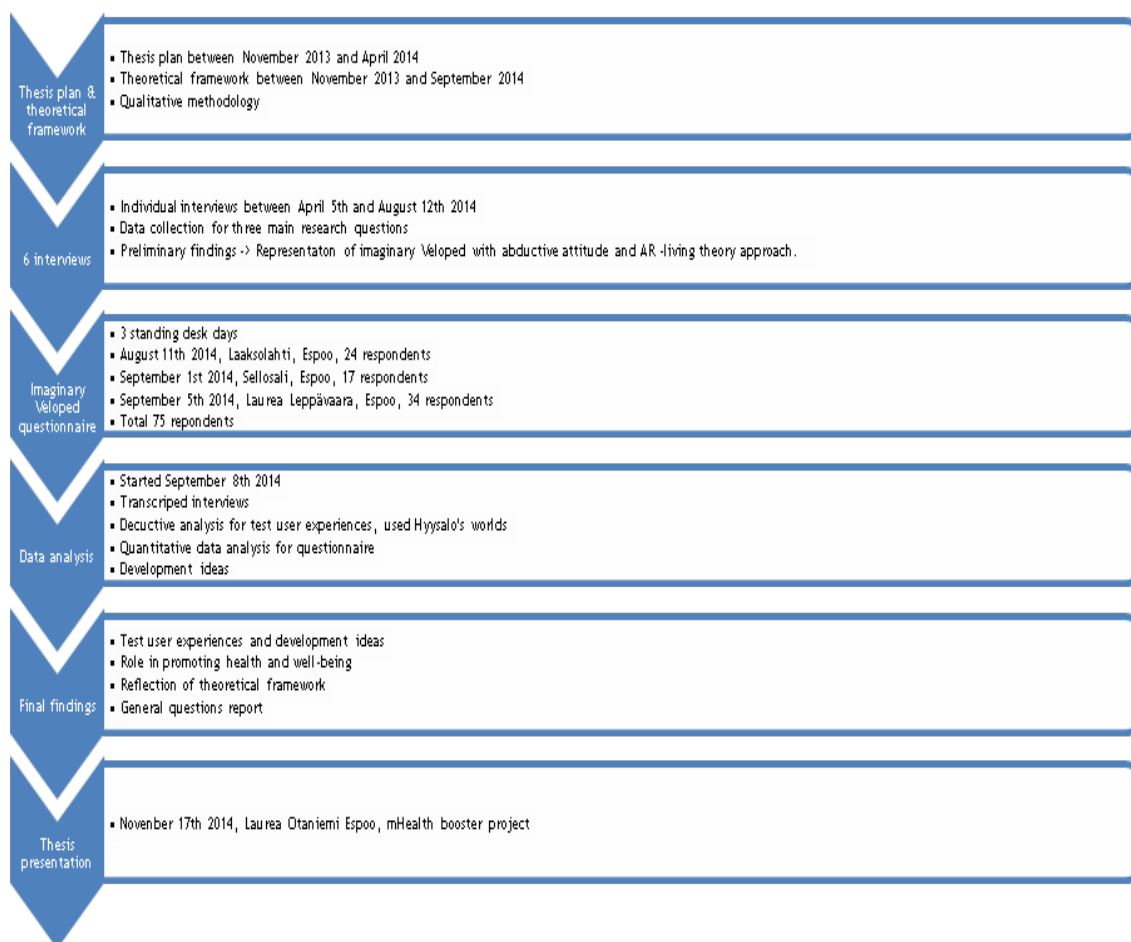 Thesis plan &
theoretical
framework
▪ Thesis plan between November 2013 and April 2014
▪ Theoretical framework between November 2013 and September 2014
▪ Qualitative methodology
6 interviews
▪ Individual interviews between April 5th and August 12th 2014
▪ Data collection for three main research questions
▪ Preliminary findings -> Representaton of imaginary Veloped with abductive attitude and AR -living theory approach.
Imaginary
Veloped
questionnaire
▪ 3 standing desk days
▪ August 11th 2014, Laaksolahti, Espoo, 24 respondents
▪ September 1st 2014, Sellosali, Espoo, 17 respondents
▪ September 5th 2014, Laurea Leppävaara, Espoo, 34 respondents
▪ Total 75 repondents
Data analysis
▪ Started September 8th 2014
▪ Transcriped interviews
▪ Decuctive analysis for test user experiences, used Hyysalo's worlds
▪ Quantitative data analysis for questionnaire
▪ Development ideas
Final findings
▪ Test user experiences and development ideas
▪ Role in promoting health and well-being
▪ Reflection of theoretical framework
▪ General questions report
Thesis
presentation
▪ Novenber 17th 2014, Laurea Otaniemi Espoo, mHealth booster project